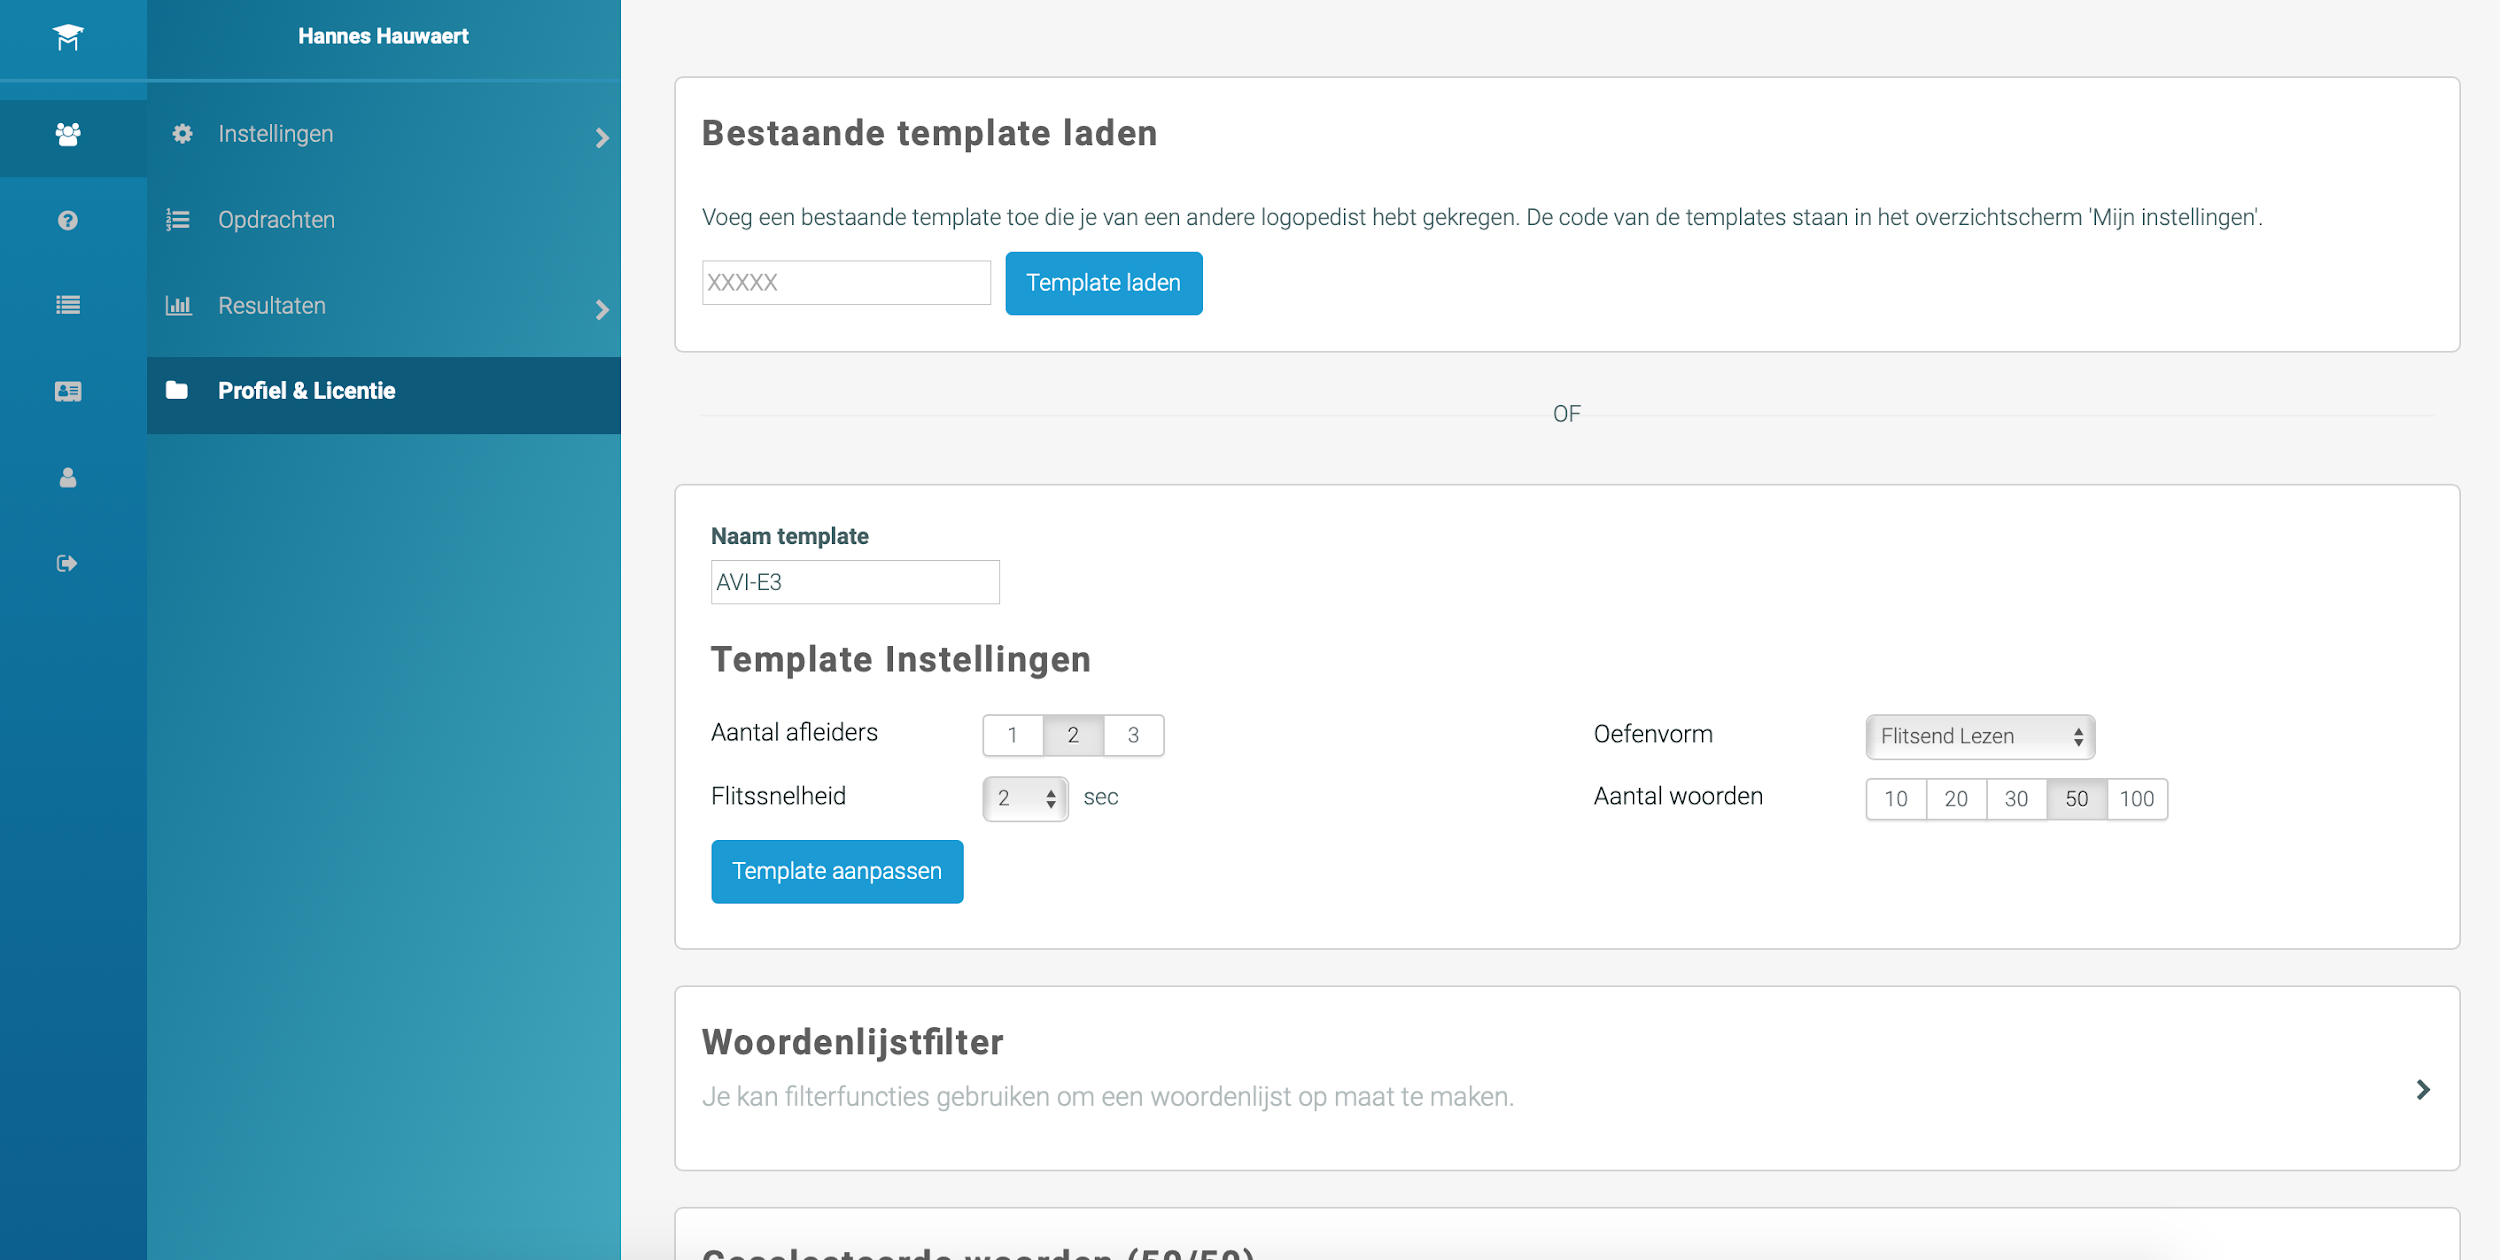 Hannes Hauwaert
Instellingen
Opdrachten
Resultaten
Profiel & Licentie
Bestaande template laden
Voeg een bestaande template toe die je van een andere logopedist hebt gekregen. De code van de templates staan in het overzichtscherm 'Mijn instellingen'.
XXXXX
Template laden
OF
Naam template
AVI-E3
Template Instellingen
Aantal afleiders 1 2 3
Oefenvorm Flitsend Lezen
Flitssnelheid 2 sec
Aantal woorden 10 20 30 50 100
Template aanpassen
Woordenlijstfilter
Je kan filterfuncties gebruiken om een woordenlijst op maat te maken.
Geselecteerde woorden (50/50)